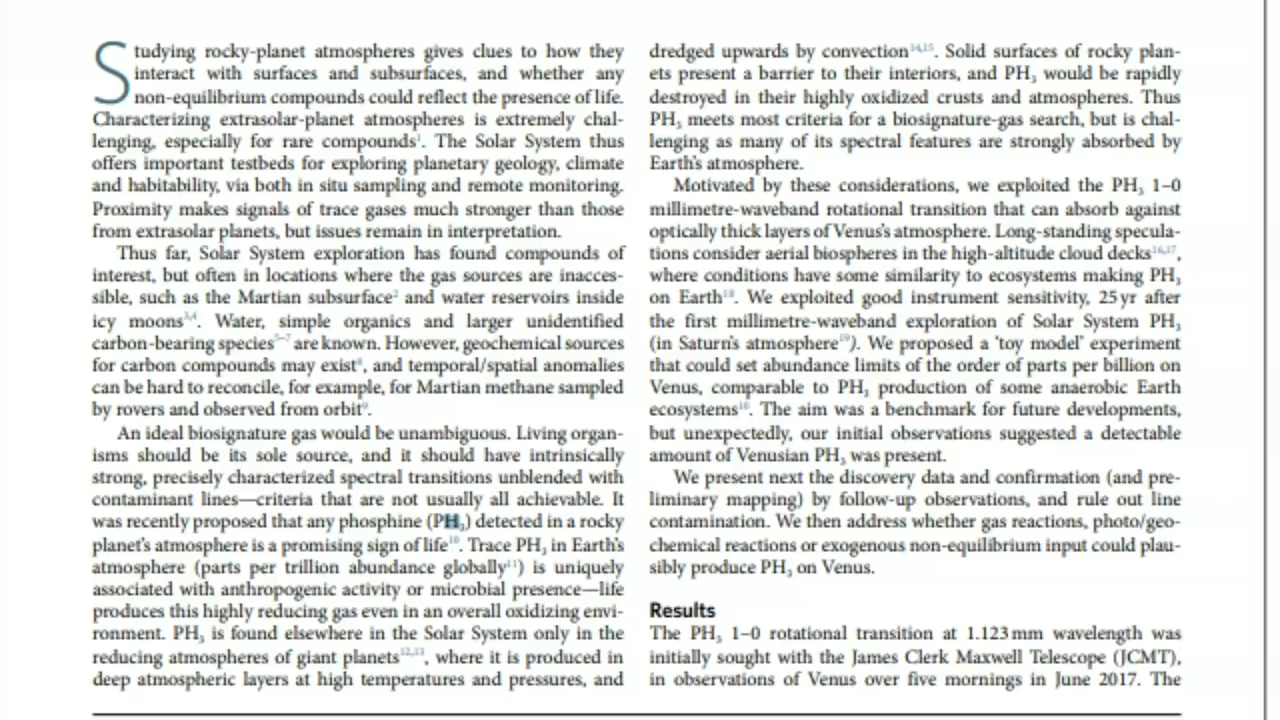 Studying rocky-planet atmospheres gives clues to how they
interact with surfaces and subsurfaces, and whether any
non-equilibrium compounds could reflect the presence of life.
Characterizing extrasolar-planet atmospheres is extremely chal-
lenging, especially for rare compounds¹. The Solar System thus
offers important testbeds for exploring planetary geology, climate
and habitability, via both in situ sampling and remote monitoring.
Proximity makes signals of trace gases much stronger than those
from extrasolar planets, but issues remain in interpretation.
Thus far, Solar System exploration has found compounds of
interest, but often in locations where the gas sources are inacces-
sible, such as the Martian subsurface² and water reservoirs inside
icy moons³,⁴. Water, simple organics and larger unidentified
carbon-bearing species⁵⁻⁷ are known. However, geochemical sources
for carbon compounds may exist⁸, and temporal/spatial anomalies
can be hard to reconcile, for example, for Martian methane sampled
by rovers and observed from orbit⁹.
An ideal biosignature gas would be unambiguous. Living organ-
isms should be its sole source, and it should have intrinsically
strong, precisely characterized spectral transitions unblended with
contaminant lines—criteria that are not usually all achievable. It
was recently proposed that any phosphine (PH₃) detected in a rocky
planet's atmosphere is a promising sign of life¹⁰. Trace PH₃ in Earth's
atmosphere (parts per trillion abundance globally¹¹) is uniquely
associated with anthropogenic activity or microbial presence—life
produces this highly reducing gas even in an overall oxidizing envi-
ronment. PH₃ is found elsewhere in the Solar System only in the
reducing atmospheres of giant planets¹²,¹³, where it is produced in
deep atmospheric layers at high temperatures and pressures, and
dredged upwards by convection¹⁴,¹⁵. Solid surfaces of rocky plan-
ets present a barrier to their interiors, and PH₃ would be rapidly
destroyed in their highly oxidized crusts and atmospheres. Thus
PH₃ meets most criteria for a biosignature-gas search, but is chal-
lenging as many of its spectral features are strongly absorbed by
Earth's atmosphere.
Motivated by these considerations, we exploited the PH₃ 1–0
millimetre-waveband rotational transition that can absorb against
optically thick layers of Venus's atmosphere. Long-standing specula-
tions consider aerial biospheres in the high-altitude cloud decks¹⁶,¹⁷,
where conditions have some similarity to ecosystems making PH₃
on Earth¹⁸. We exploited good instrument sensitivity, 25 yr after
the first millimetre-waveband exploration of Solar System PH₃
(in Saturn's atmosphere¹⁹). We proposed a 'toy model' experiment
that could set abundance limits of the order of parts per billion on
Venus, comparable to PH₃ production of some anaerobic Earth
ecosystems¹⁰. The aim was a benchmark for future developments,
but unexpectedly, our initial observations suggested a detectable
amount of Venusian PH₃ was present.
We present next the discovery data and confirmation (and pre-
liminary mapping) by follow-up observations, and rule out line
contamination. We then address whether gas reactions, photo/geo-
chemical reactions or exogenous non-equilibrium input could plau-
sibly produce PH₃ on Venus.
Results
The PH₃ 1–0 rotational transition at 1.123 mm wavelength was
initially sought with the James Clerk Maxwell Telescope (JCMT),
in observations of Venus over five mornings in June 2017. The